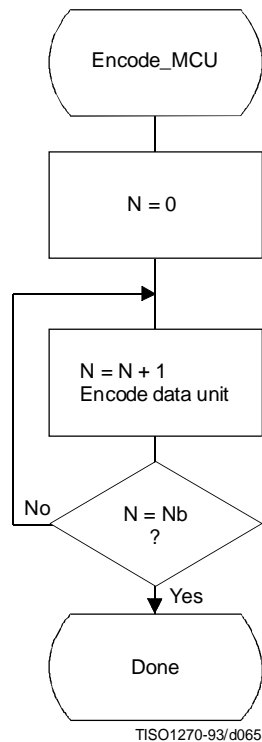 Encode_MCU
N = 0
N = N + 1
Encode data unit
N = Nb
?
No
Yes
Done
TISO1270-93/d065